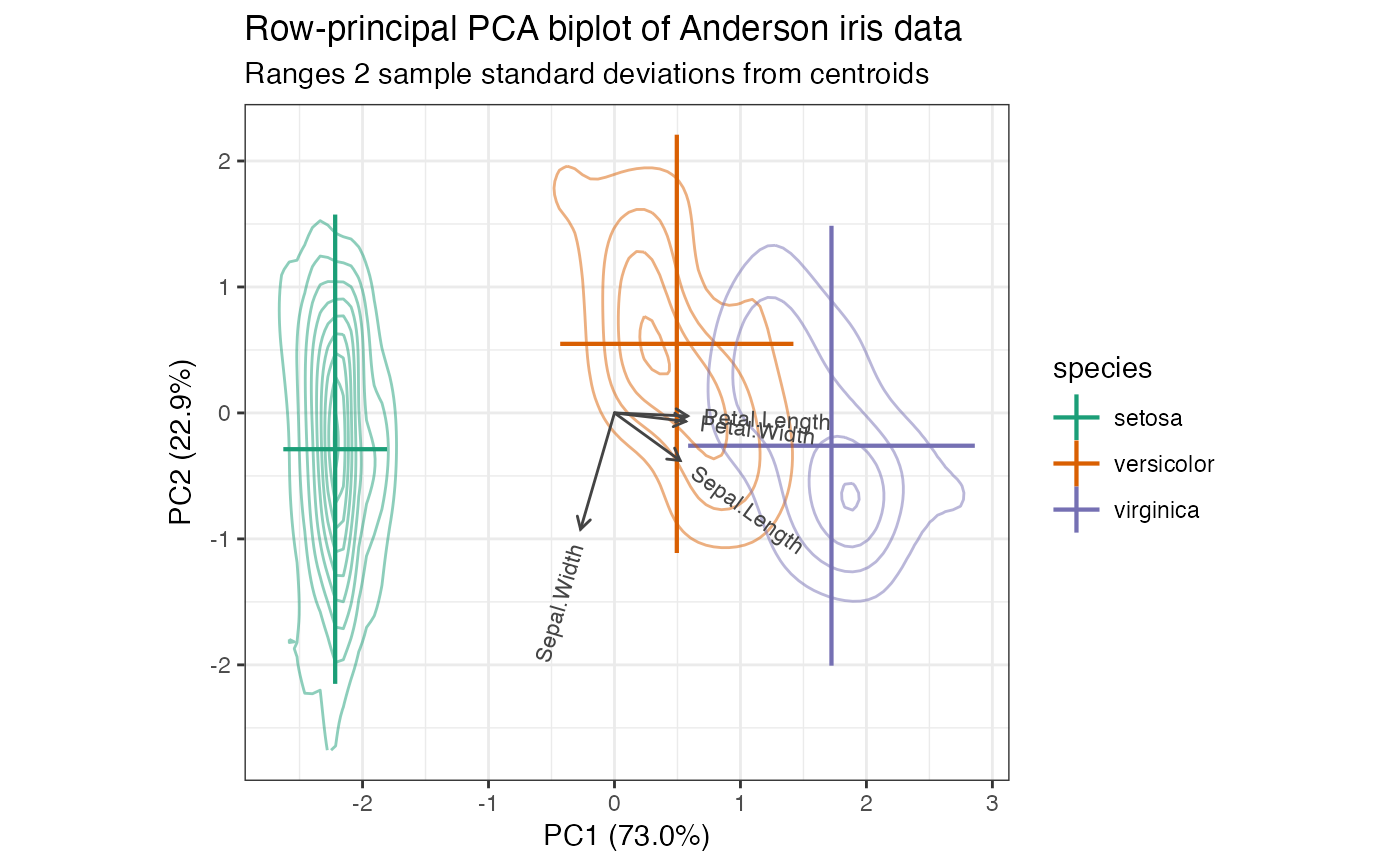 Row-principal PCA biplot of Anderson iris data
Ranges 2 sample standard deviations from centroids
2
1
0
-1
-2
PC2 (22.9%)
Petal.Length
Petal.Width
Sepal.Length
Sepal.Width
-2
-1
0
1
2
3
PC1 (73.0%)
species
setosa
versicolor
virginica